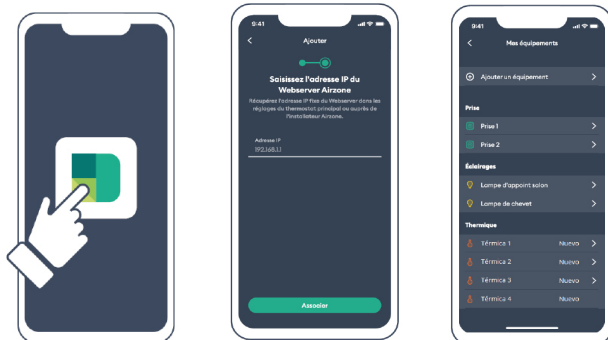 9:41
Ajouter
Saisissez l'adresse IP du
Webserver Airzone
Récupérez l'adresse IP fixe du Webserver dans les
réglages du thermostat principal ou auprès de
l'installateur Airzone.
Adresse IP
192.168.1.1
Associer
9:41
Mes équipements
Ajouter un équipement
Prise
Prise 1
Prise 2
Éclairages
Lampe d'appoint salon
Lampe de chevet
Thermique
Térmica 1 Nuevo
Térmica 2 Nuevo
Térmica 3 Nuevo
Térmica 4 Nuevo